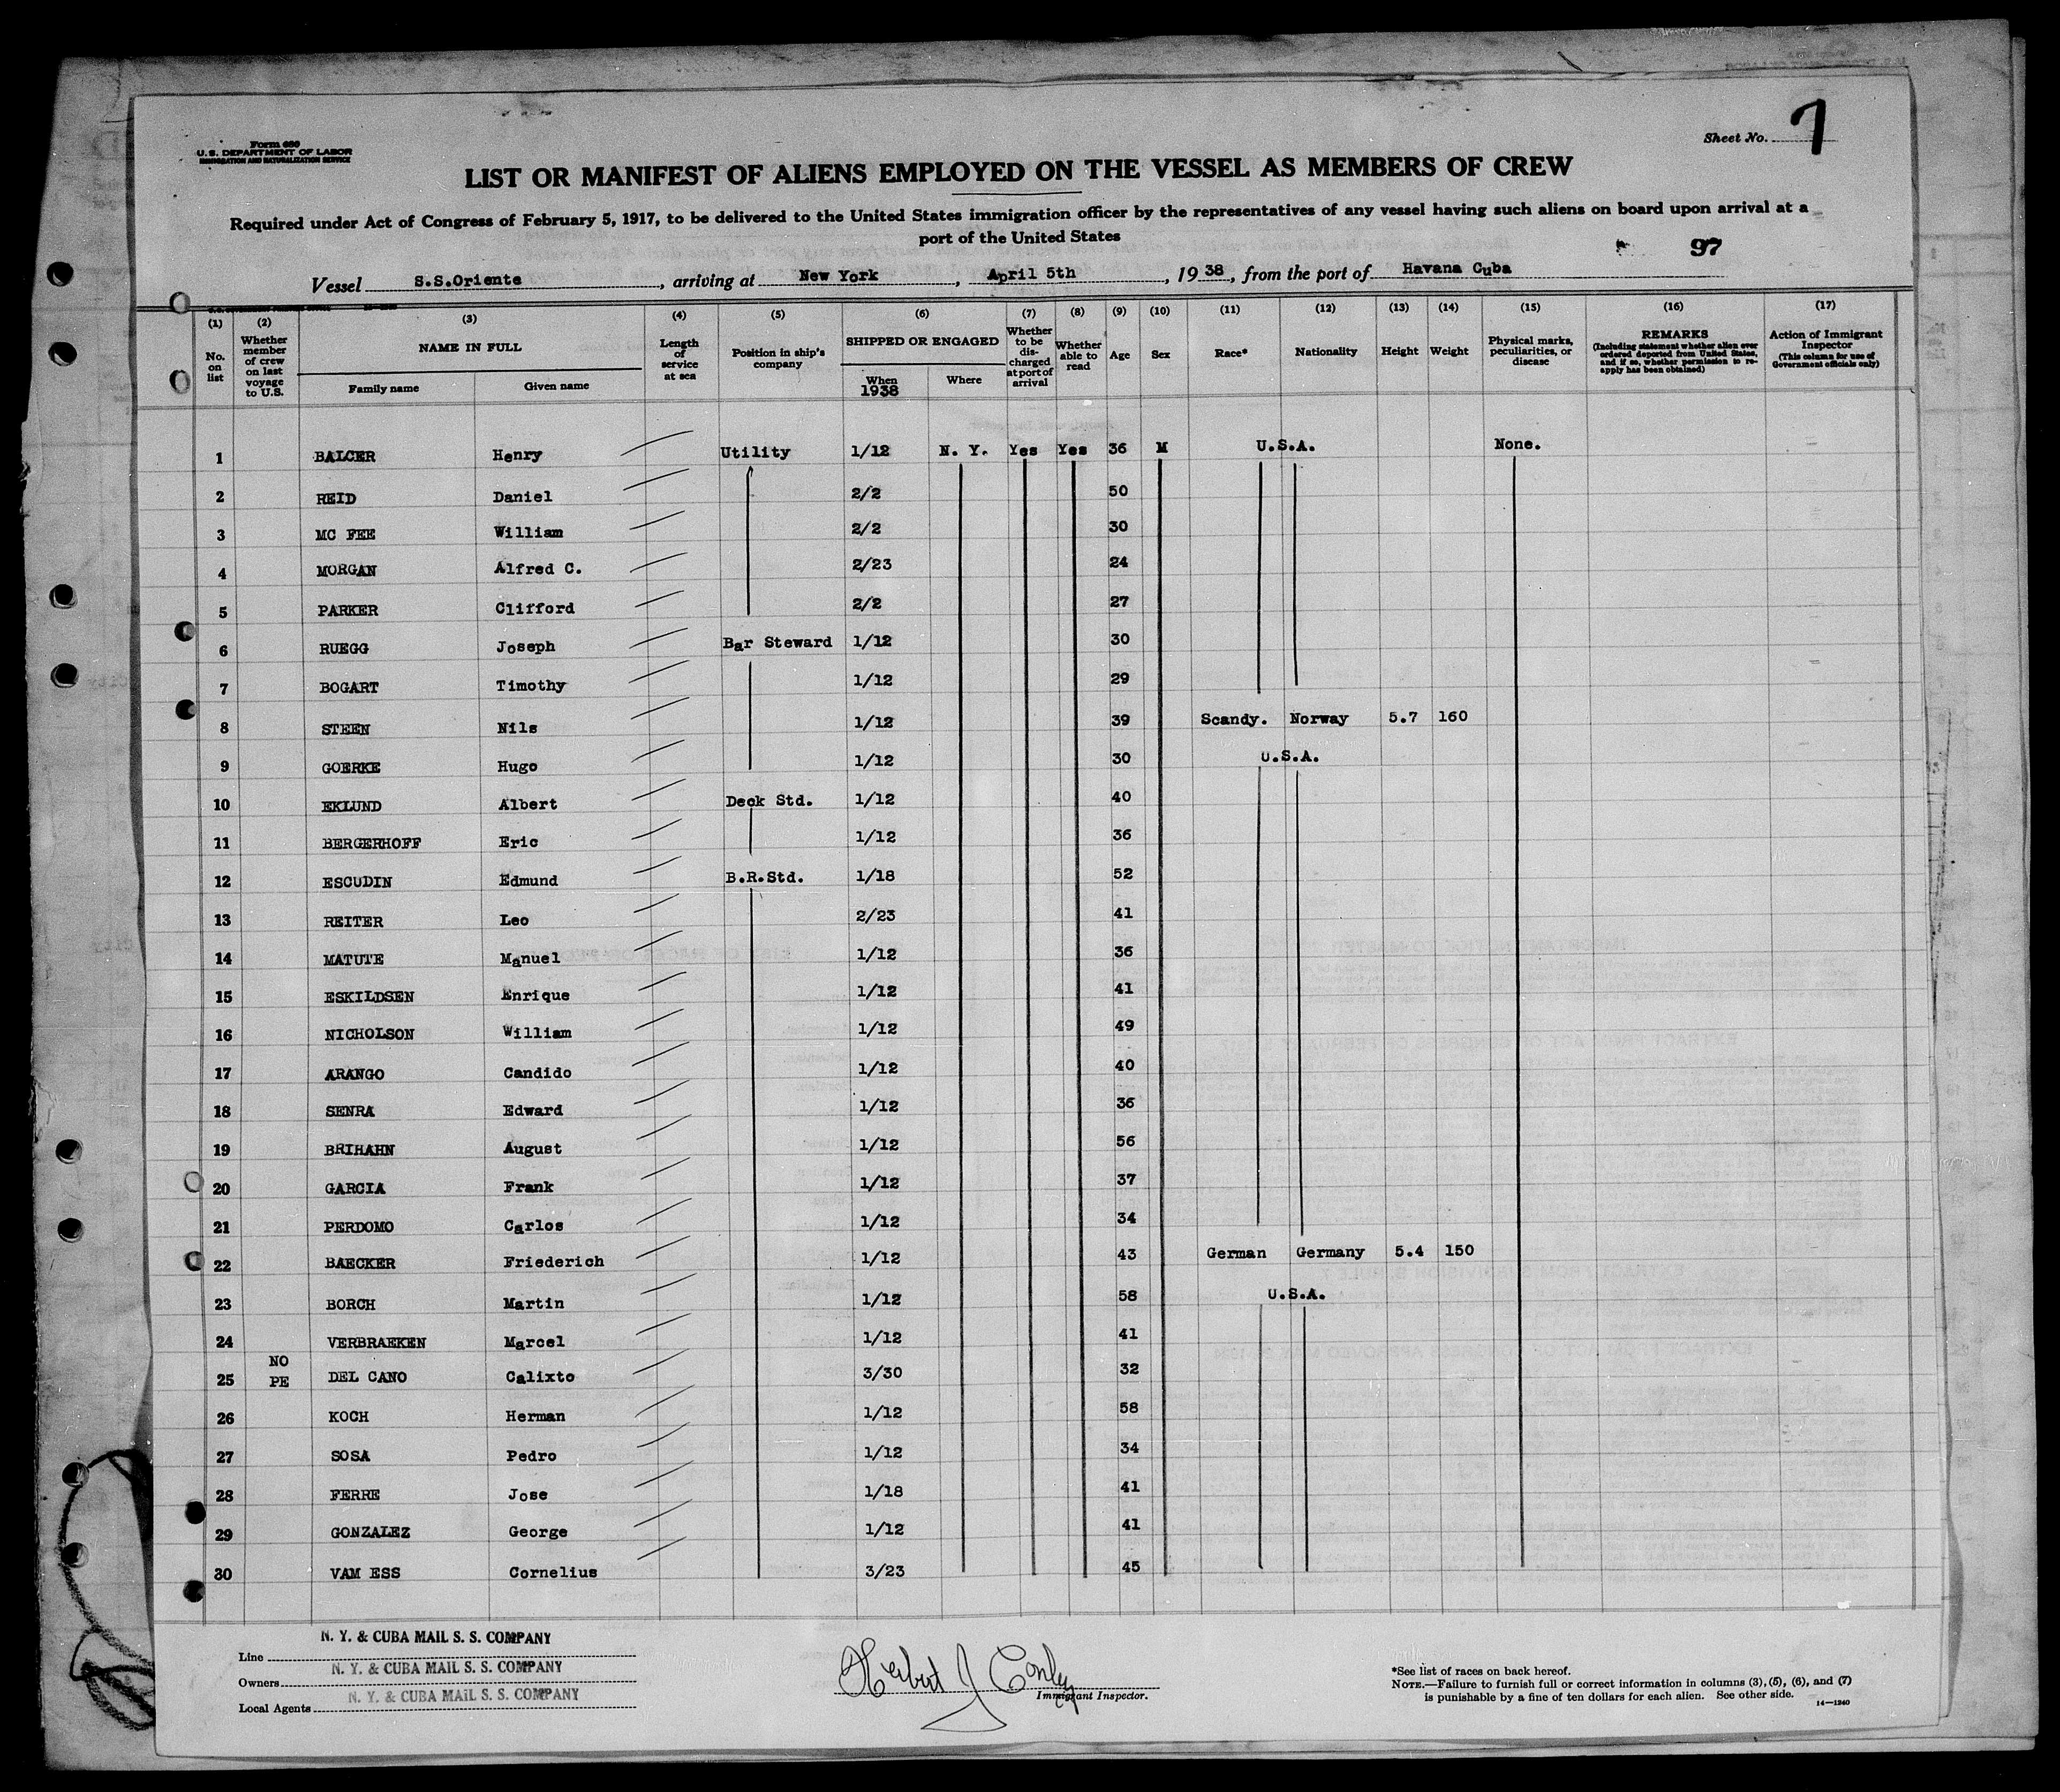 Form 680
U. S. DEPARTMENT OF LABOR
IMMIGRATION AND NATURALIZATION SERVICE
Sheet No. 7
LIST OR MANIFEST OF ALIENS EMPLOYED ON THE VESSEL AS MEMBERS OF CREW
Required under Act of Congress of February 5, 1917, to be delivered to the United States immigration officer by the representatives of any vessel having such aliens on board upon arrival at a
port of the United States
97
Vessel S.S.Oriente, arriving at New York, April 5th, 19 38, from the port of Havana Cuba
(1) (2) (3) (4) (5) (6) (7) (8) (9) (10) (11) (12) (13) (14) (15) (16) (17)
No. on list Whether member of crew on last voyage to U.S. NAME IN FULL Family name Given name Length of service at sea Position in ship's company SHIPPED OR ENGAGED When 1938 Where Whether to be discharged at port of arrival Whether able to read Age Sex Race* Nationality Height Weight Physical marks, peculiarities, or disease REMARKS (Including statement whether alien ever ordered deported from United States, and if so, whether permission to re-apply has been obtained) Action of Immigrant Inspector (This column for use of Government officials only)
1 BALCER Henry Utility 1/12 N. Y. Yes Yes 36 M U.S.A. None.
2 REID Daniel 2/2 50
3 MC FEE William 2/2 30
4 MORGAN Alfred C. 2/23 24
5 PARKER Clifford 2/2 27
6 RUEGG Joseph Bar Steward 1/12 30
7 BOGART Timothy 1/12 29
8 STEEN Nils 1/12 39 Scandy. Norway 5.7 160
9 GOERKE Hugo 1/12 30 U.S.A.
10 EKLUND Albert Deck Std. 1/12 40
11 BERGERHOFF Eric 1/12 36
12 ESCUDIN Edmund B.R.Std. 1/18 52
13 REITER Leo 2/23 41
14 MATUTE Manuel 1/12 36
15 ESKILDSEN Enrique 1/12 41
16 NICHOLSON William 1/12 49
17 ARANGO Candido 1/12 40
18 SENRA Edward 1/12 36
19 BRIHAHN August 1/12 56
20 GARCIA Frank 1/12 37
21 PERDOMO Carlos 1/12 34
22 BAECKER Friederich 1/12 43 German Germany 5.4 150
23 BORCH Martin 1/12 58 U.S.A.
24 VERBRAEKEN Marcel 1/12 41
25 NO PE DEL CANO Calixto 3/30 32
26 KOCH Herman 1/12 58
27 SOSA Pedro 1/12 34
28 FERRE Jose 1/18 41
29 GONZALEZ George 1/12 41
30 VAM ESS Cornelius 3/23 45
Line N. Y. & CUBA MAIL S. S. COMPANY
Owners N. Y. & CUBA MAIL S. S. COMPANY
Local Agents N. Y. & CUBA MAIL S. S. COMPANY
Herbert J Conley
Immigrant Inspector.
*See list of races on back hereof.
NOTE.—Failure to furnish full or correct information in columns (3), (5), (6), and (7)
is punishable by a fine of ten dollars for each alien. See other side.
14—1240